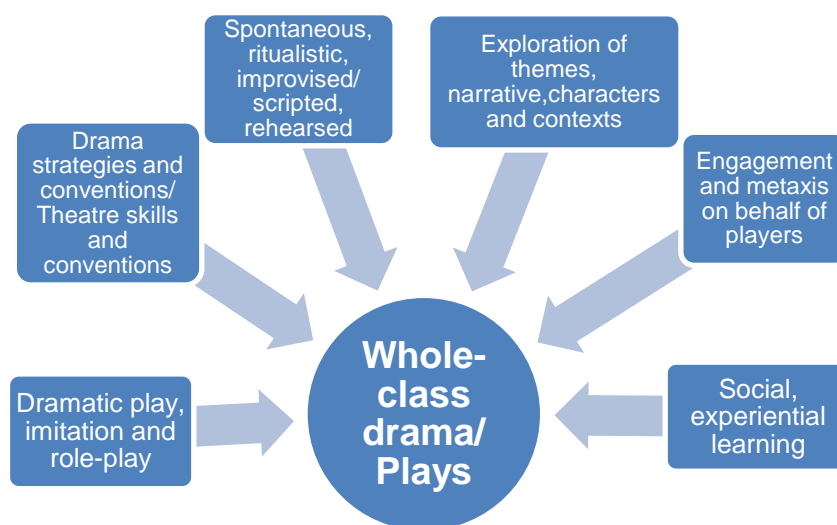 Spontaneous,
ritualistic,
improvised/
scripted,
rehearsed
Exploration of
themes,
narrative,characters
and contexts
Drama
strategies and
conventions/
Theatre skills
and
conventions
Engagement
and metaxis
on behalf of
players
Dramatic play,
imitation and
role-play
Whole-
class
drama/
Plays
Social,
experiential
learning